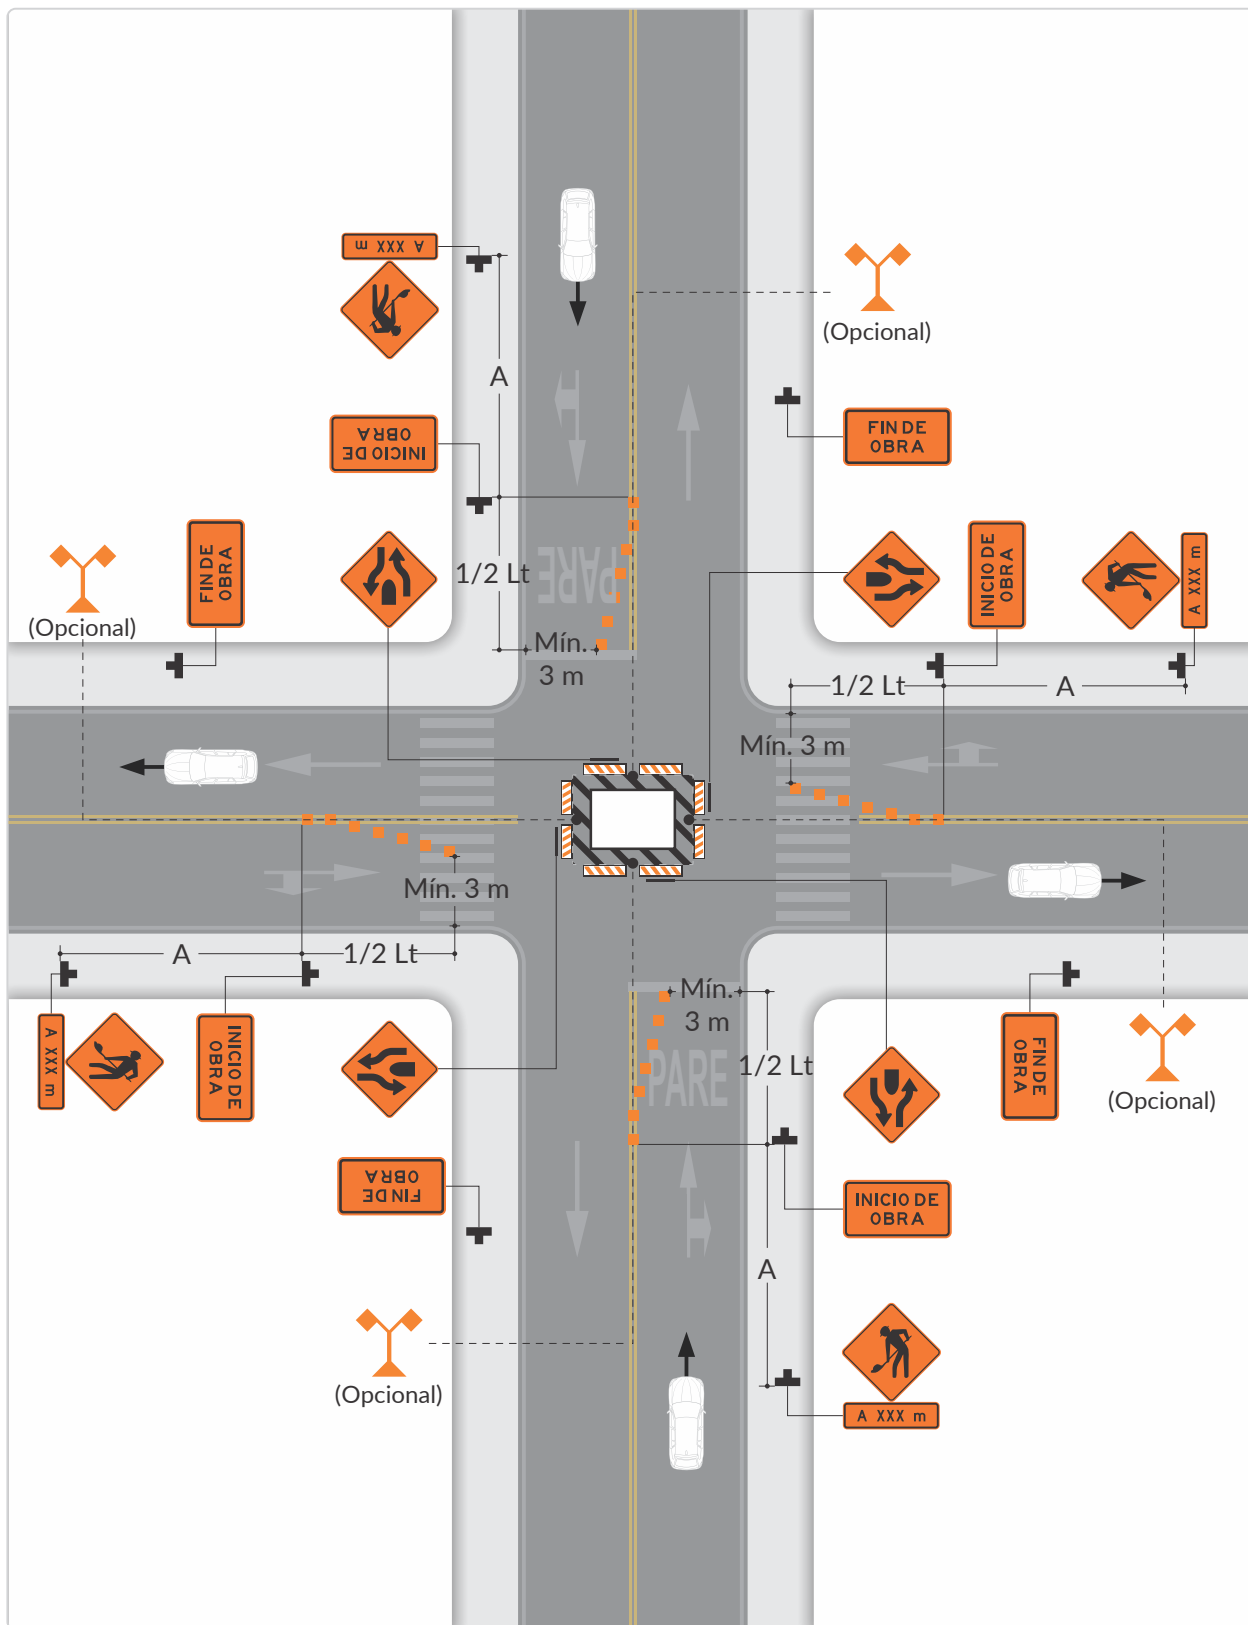 A XXX m
A
(Opcional)
INICIO DE
OBRA
FIN DE
OBRA
FIN DE
OBRA
(Opcional)
1/2 Lt
PARE
Mín.
3 m
INICIO DE
OBRA
A XXX m
1/2 Lt
A
Mín. 3 m
Mín. 3 m
A
1/2 Lt
A XXX m
INICIO DE
OBRA
Mín.
3 m
PARE
1/2 Lt
FIN DE
OBRA
(Opcional)
FIN DE
OBRA
INICIO DE
OBRA
A
(Opcional)
A XXX m